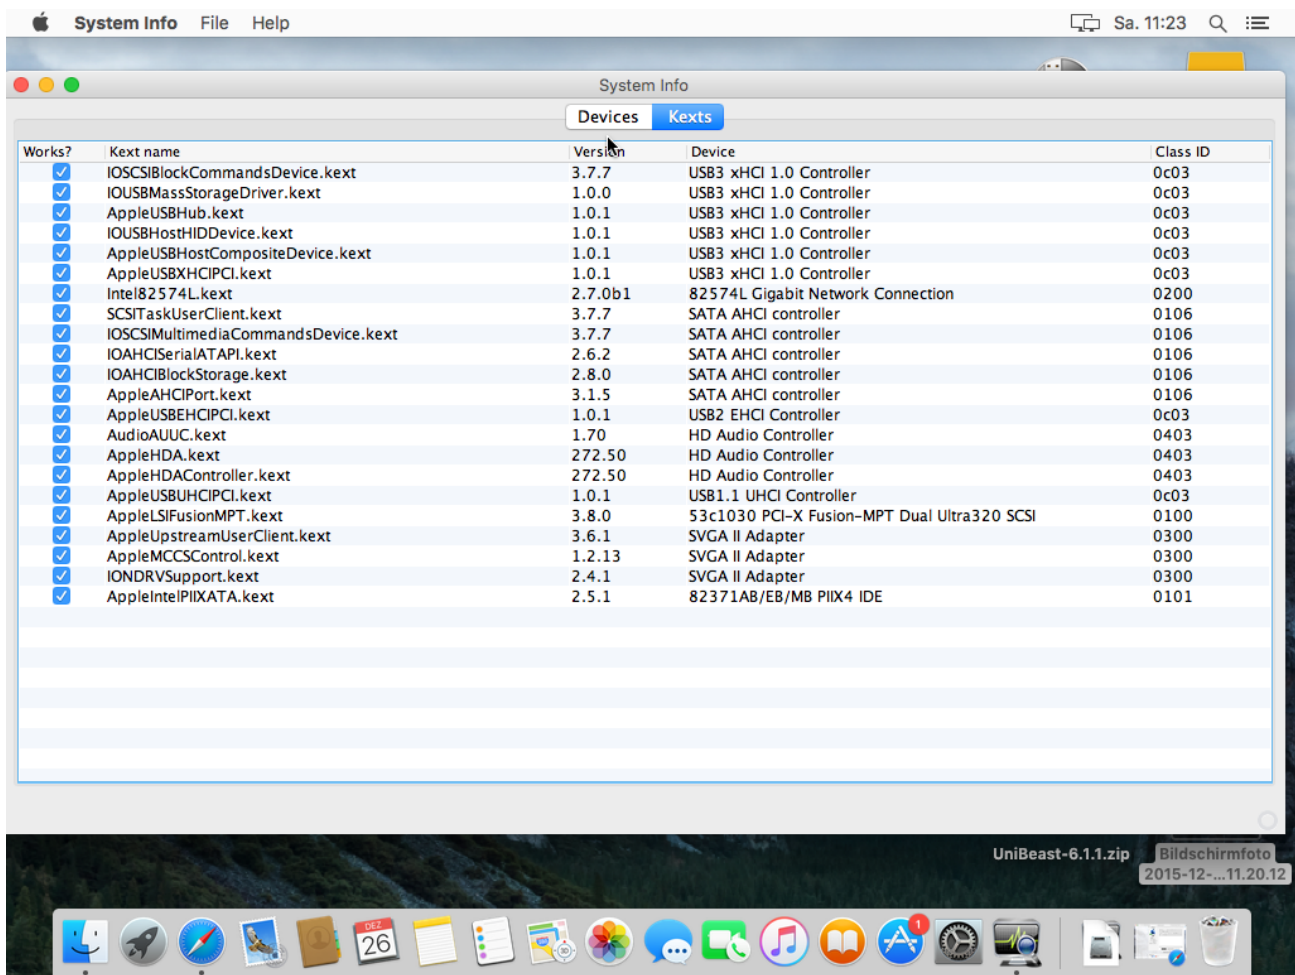 System Info File Help Sa. 11:23
System Info
Devices Kexts
Works? Kext name Version Device Class ID
IOSCSIBlockCommandsDevice.kext 3.7.7 USB3 xHCI 1.0 Controller 0c03
IOUSBMassStorageDriver.kext 1.0.0 USB3 xHCI 1.0 Controller 0c03
AppleUSBHub.kext 1.0.1 USB3 xHCI 1.0 Controller 0c03
IOUSBHostHIDDevice.kext 1.0.1 USB3 xHCI 1.0 Controller 0c03
AppleUSBHostCompositeDevice.kext 1.0.1 USB3 xHCI 1.0 Controller 0c03
AppleUSBXHCIPCI.kext 1.0.1 USB3 xHCI 1.0 Controller 0c03
Intel82574L.kext 2.7.0b1 82574L Gigabit Network Connection 0200
SCSITaskUserClient.kext 3.7.7 SATA AHCI controller 0106
IOSCSIMultimediaCommandsDevice.kext 3.7.7 SATA AHCI controller 0106
IOAHCISerialATAPI.kext 2.6.2 SATA AHCI controller 0106
IOAHCIBlockStorage.kext 2.8.0 SATA AHCI controller 0106
AppleAHCIPort.kext 3.1.5 SATA AHCI controller 0106
AppleUSBEHCIPCI.kext 1.0.1 USB2 EHCI Controller 0c03
AudioAUUC.kext 1.70 HD Audio Controller 0403
AppleHDA.kext 272.50 HD Audio Controller 0403
AppleHDAController.kext 272.50 HD Audio Controller 0403
AppleUSBUHCIPCI.kext 1.0.1 USB1.1 UHCI Controller 0c03
AppleLSIFusionMPT.kext 3.8.0 53c1030 PCI-X Fusion-MPT Dual Ultra320 SCSI 0100
AppleUpstreamUserClient.kext 3.6.1 SVGA II Adapter 0300
AppleMCCSControl.kext 1.2.13 SVGA II Adapter 0300
IONDRVSupport.kext 2.4.1 SVGA II Adapter 0300
AppleIntelPIIXATA.kext 2.5.1 82371AB/EB/MB PIIX4 IDE 0101
UniBeast-6.1.1.zip Bildschirmfoto
2015-12-...11.20.12
DEZ
26
1